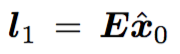 𝒍₁ = 𝑬𝒙̂₀